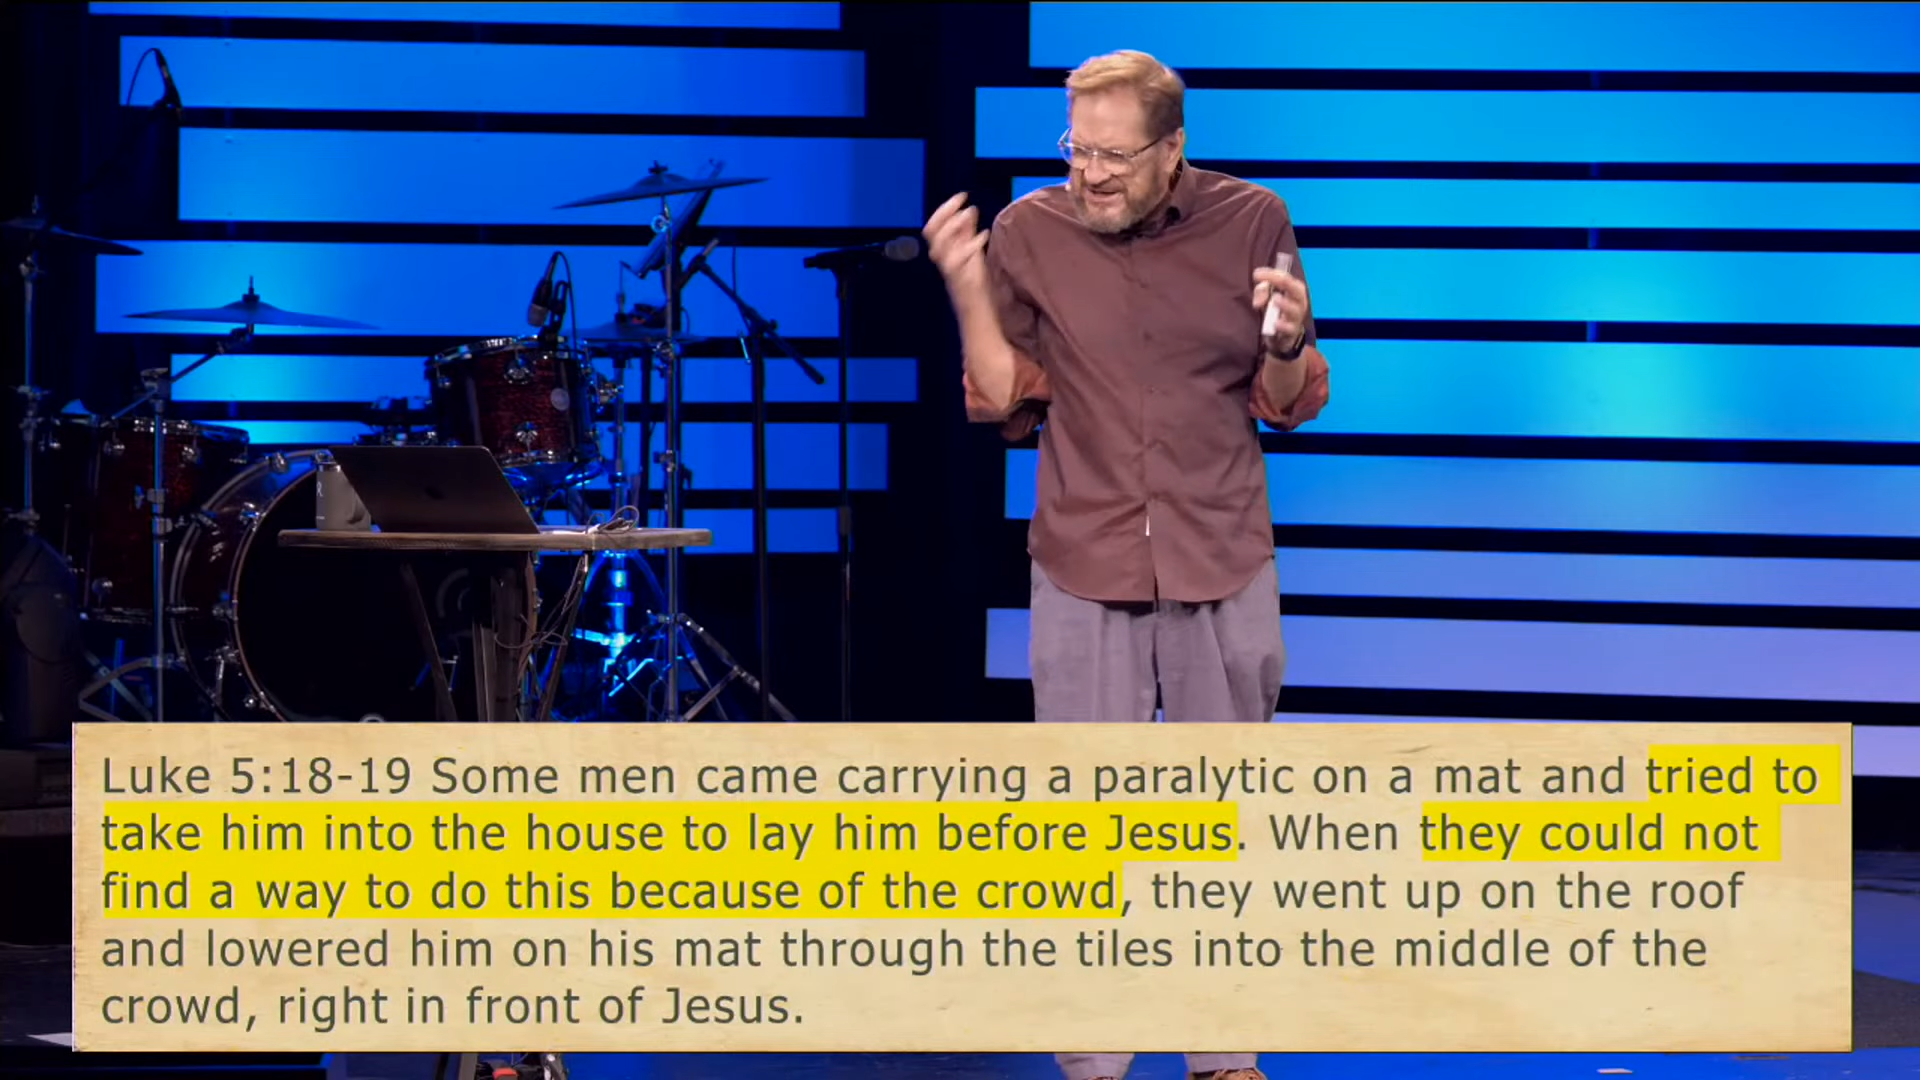 Luke 5:18-19 Some men came carrying a paralytic on a mat and tried to
take him into the house to lay him before Jesus. When they could not
find a way to do this because of the crowd, they went up on the roof
and lowered him on his mat through the tiles into the middle of the
crowd, right in front of Jesus.